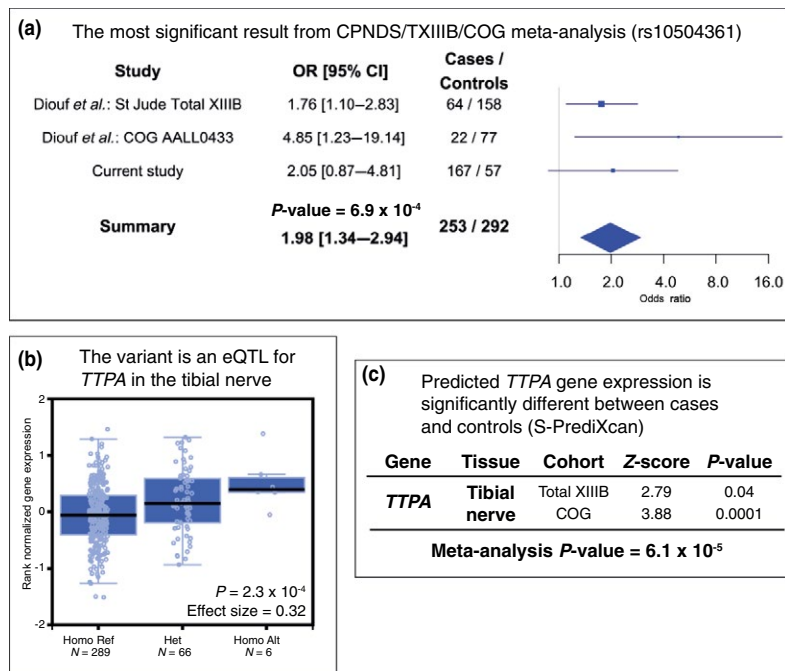 (a) The most significant result from CPNDS/TXIIIB/COG meta-analysis (rs10504361)
Study OR [95% CI] Cases / Controls
Diouf et al.: St Jude Total XIIIB 1.76 [1.10–2.83] 64 / 158
Diouf et al.: COG AALL0433 4.85 [1.23–19.14] 22 / 77
Current study 2.05 [0.87–4.81] 167 / 57
P-value = 6.9 x 10-4
Summary 1.98 [1.34–2.94] 253 / 292
1.0 2.0 4.0 8.0 16.0
Odds ratio
(b) The variant is an eQTL for
TTPA in the tibial nerve
Rank normalized gene expression
2
1
0
-1
-2
P = 2.3 x 10-4
Effect size = 0.32
Homo Ref Het Homo Alt
N = 289 N = 66 N = 6
(c) Predicted TTPA gene expression is
significantly different between cases
and controls (S-PrediXcan)
Gene Tissue Cohort Z-score P-value
TTPA Tibial nerve Total XIIIB 2.79 0.04
COG 3.88 0.0001
Meta-analysis P-value = 6.1 x 10-5